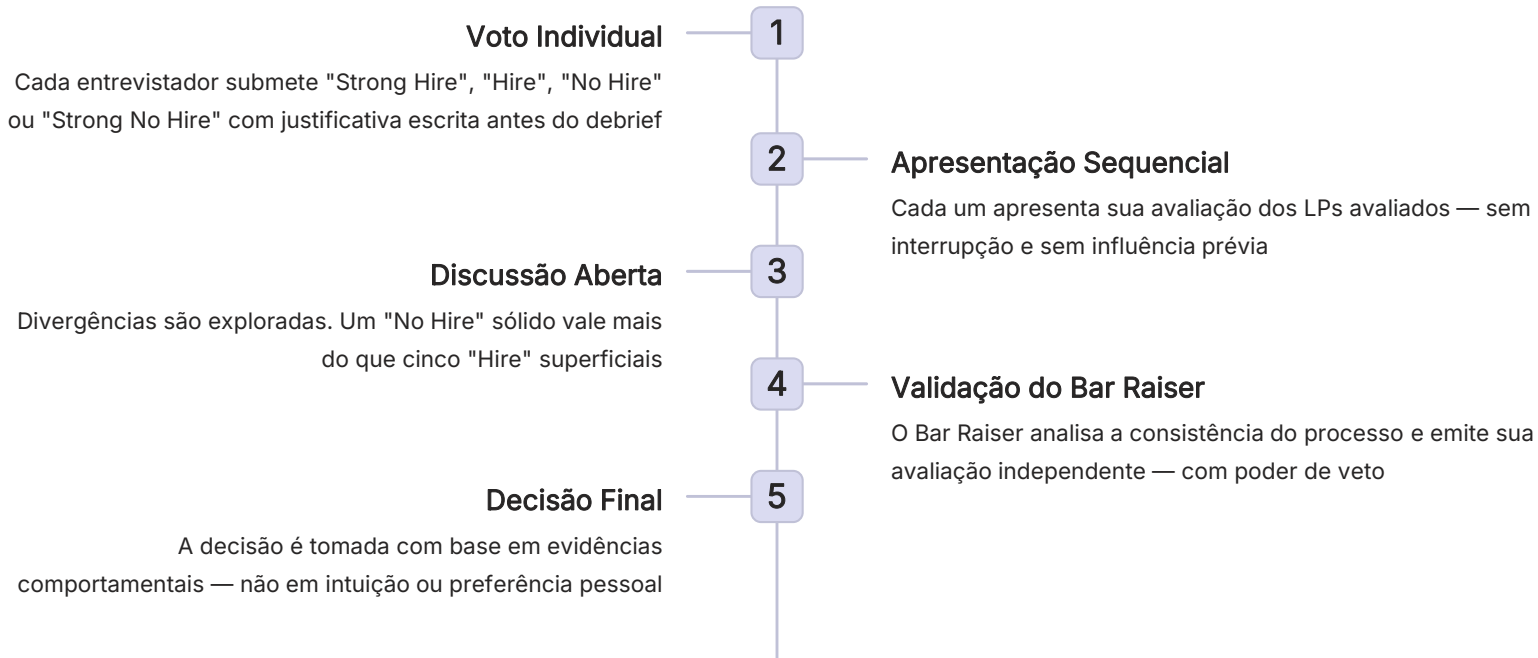 1
Voto Individual
Cada entrevistador submete "Strong Hire", "Hire", "No Hire"
ou "Strong No Hire" com justificativa escrita antes do debrief
2
Apresentação Sequencial
Cada um apresenta sua avaliação dos LPs avaliados — sem
interrupção e sem influência prévia
3
Discussão Aberta
Divergências são exploradas. Um "No Hire" sólido vale mais
do que cinco "Hire" superficiais
4
Validação do Bar Raiser
O Bar Raiser analisa a consistência do processo e emite sua
avaliação independente — com poder de veto
5
Decisão Final
A decisão é tomada com base em evidências
comportamentais — não em intuição ou preferência pessoal